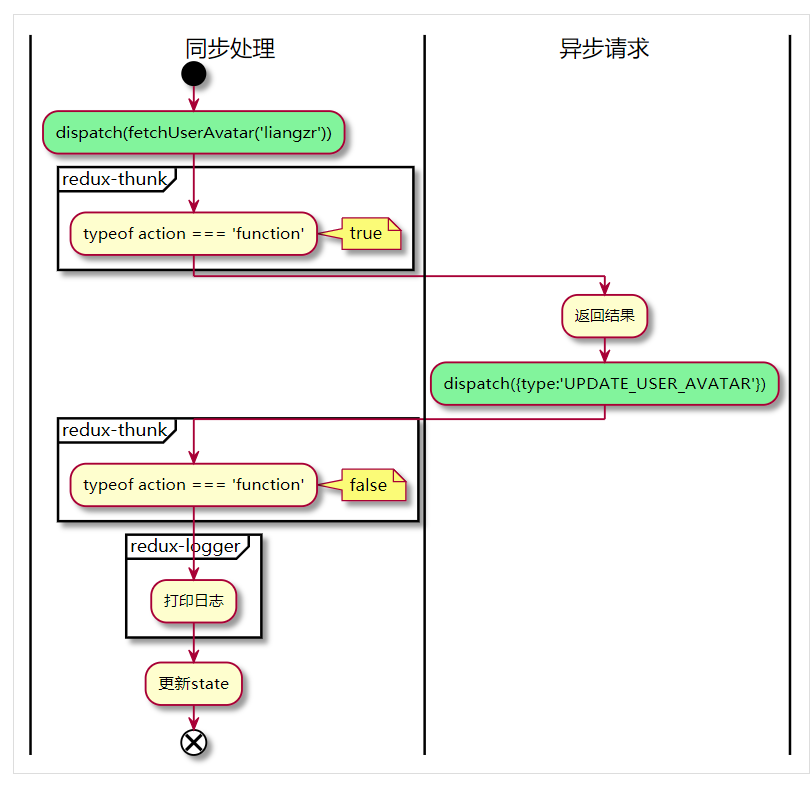 同步处理
异步请求
dispatch(fetchUserAvatar('liangzr'))
redux-thunk
typeof action === 'function'
true
返回结果
dispatch({type:'UPDATE_USER_AVATAR'})
redux-thunk
typeof action === 'function'
false
redux-logger
打印日志
更新state